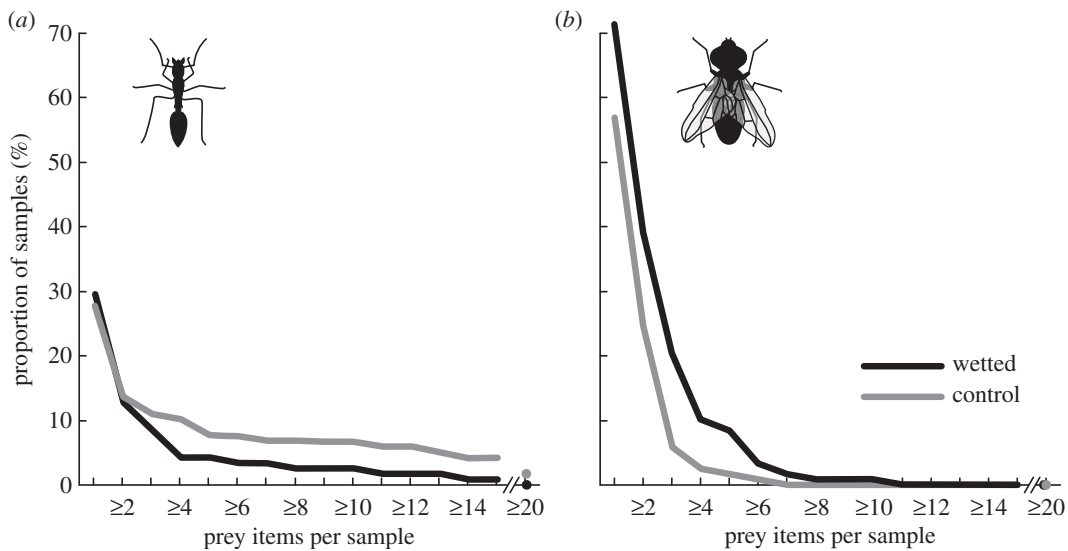 (a)
70
60
50
40
30
20
10
0
proportion of samples (%)
≥2 ≥4 ≥6 ≥8 ≥10 ≥12 ≥14 ≥20
prey items per sample
(b)
wetted
control
≥2 ≥4 ≥6 ≥8 ≥10 ≥12 ≥14 ≥20
prey items per sample